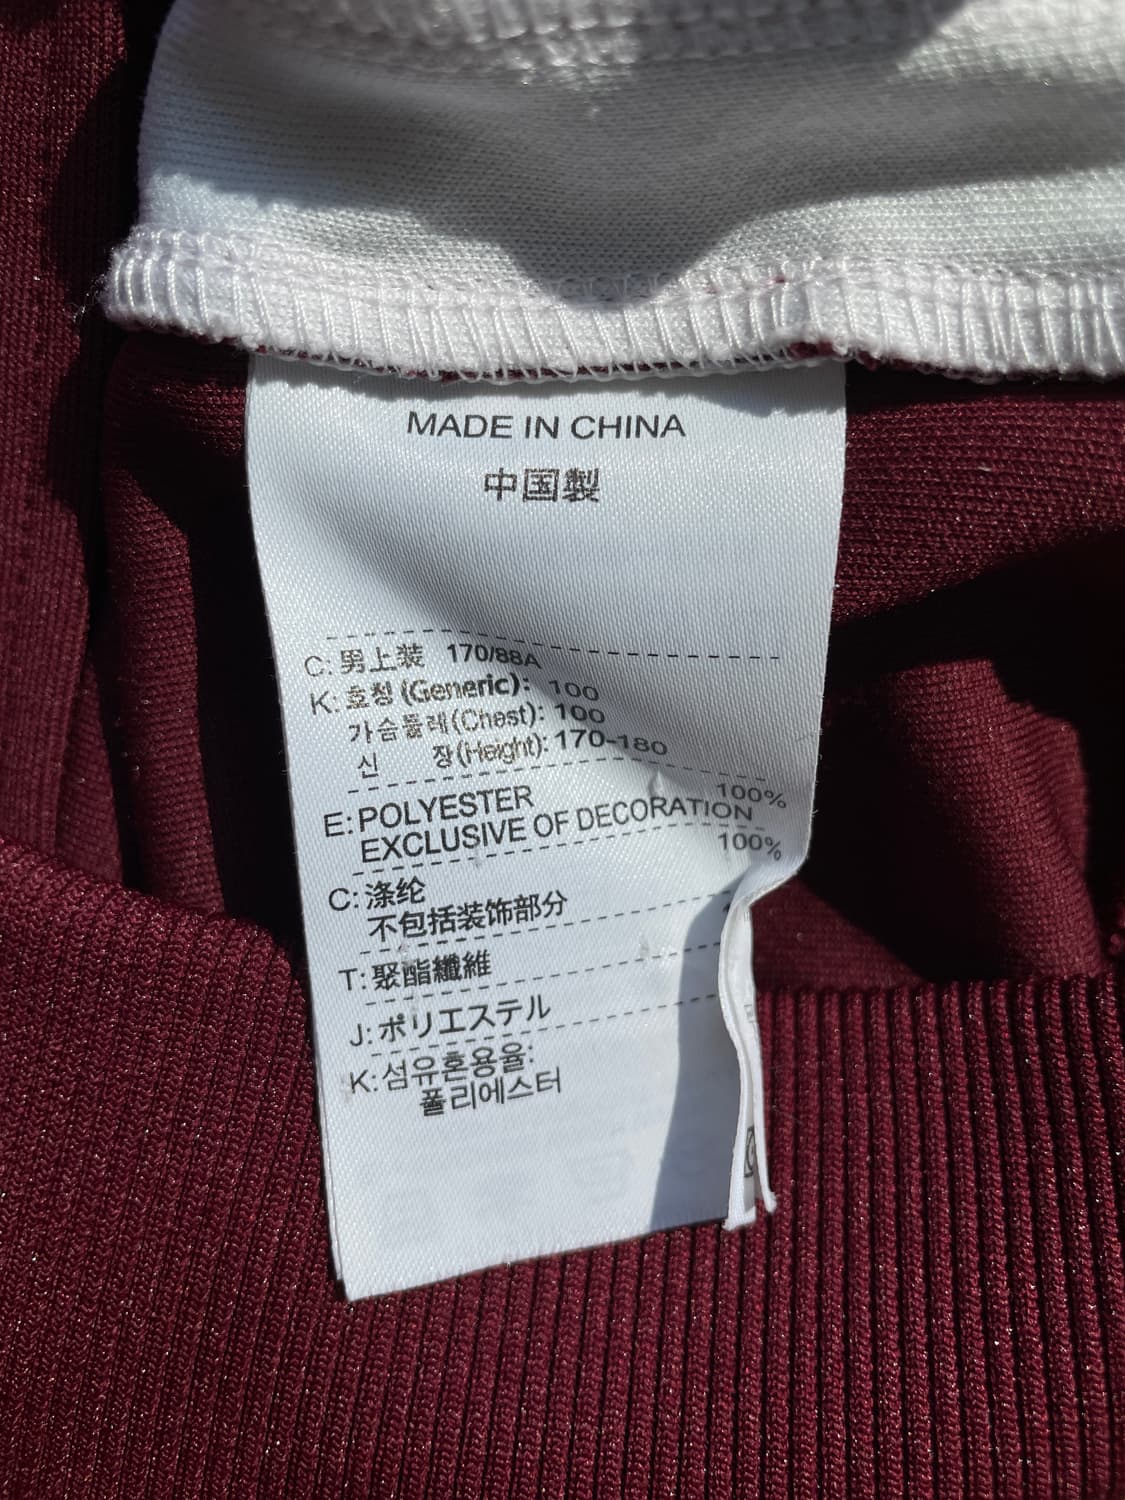 MADE IN CHINA
中国製
C: 男上装 170/88A
K: 호칭 (Generic): 100
가슴둘레(Chest): 100
신 장(Height): 170-180
E: POLYESTER 100%
EXCLUSIVE OF DECORATION
C: 涤纶 100%
不包括装饰部分
T: 聚酯纖維
J: ポリエステル
K: 섬유혼용율:
폴리에스터